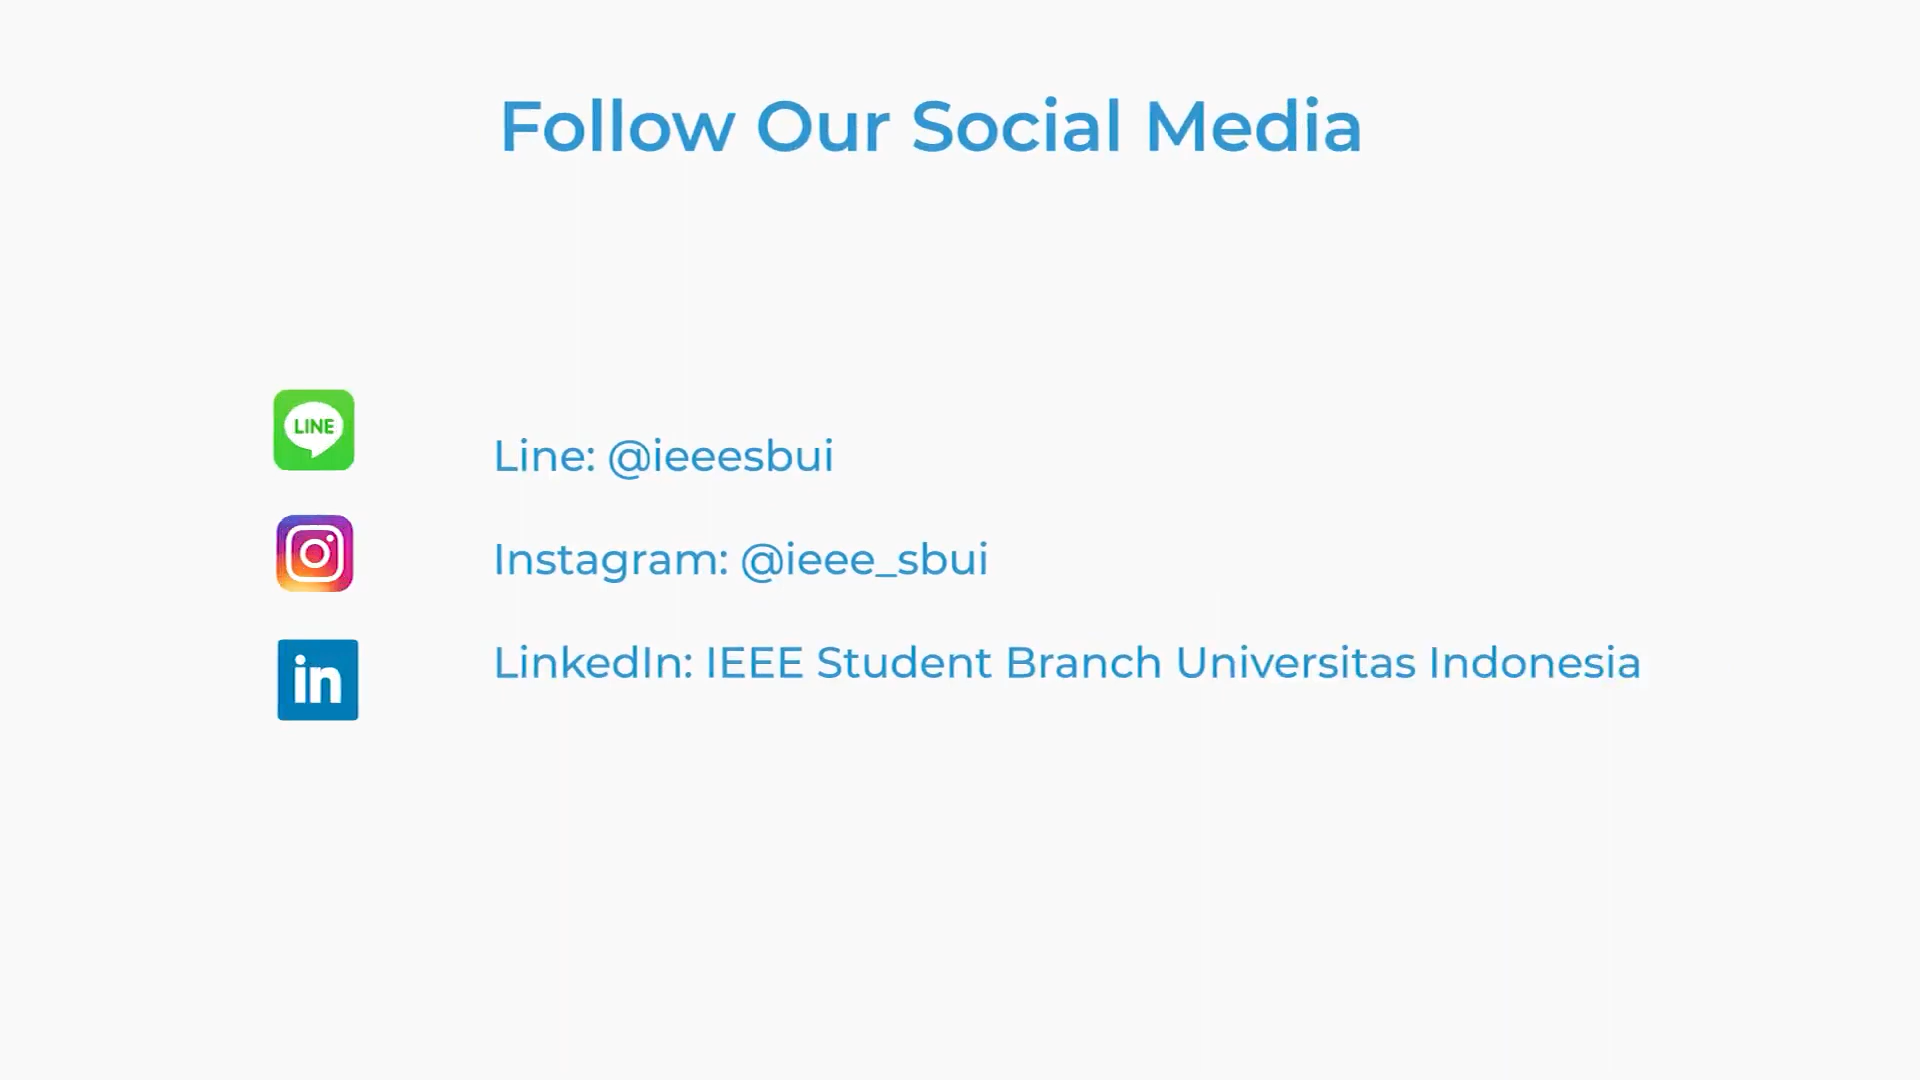 Follow Our Social Media
LINE
Line: @ieeesbui
Instagram: @ieee_sbui
in
LinkedIn: IEEE Student Branch Universitas Indonesia